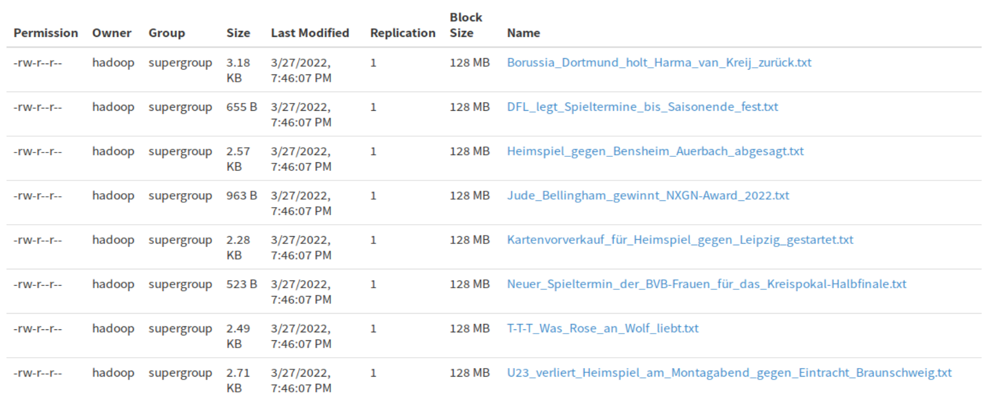 Block
Permission Owner Group Size Last Modified Replication Size Name
-rw-r--r-- hadoop supergroup 3.18 3/27/2022, 1 128 MB Borussia_Dortmund_holt_Harma_van_Kreij_zurück.txt
KB 7:46:07 PM
-rw-r--r-- hadoop supergroup 655 B 3/27/2022, 1 128 MB DFL_legt_Spieltermine_bis_Saisonende_fest.txt
7:46:07 PM
-rw-r--r-- hadoop supergroup 2.57 3/27/2022, 1 128 MB Heimspiel_gegen_Bensheim_Auerbach_abgesagt.txt
KB 7:46:07 PM
-rw-r--r-- hadoop supergroup 963 B 3/27/2022, 1 128 MB Jude_Bellingham_gewinnt_NXGN-Award_2022.txt
7:46:07 PM
-rw-r--r-- hadoop supergroup 2.28 3/27/2022, 1 128 MB Kartenvorverkauf_für_Heimspiel_gegen_Leipzig_gestartet.txt
KB 7:46:07 PM
-rw-r--r-- hadoop supergroup 523 B 3/27/2022, 1 128 MB Neuer_Spieltermin_der_BVB-Frauen_für_das_Kreispokal-Halbfinale.txt
7:46:07 PM
-rw-r--r-- hadoop supergroup 2.49 3/27/2022, 1 128 MB T-T-T_Was_Rose_an_Wolf_liebt.txt
KB 7:46:07 PM
-rw-r--r-- hadoop supergroup 2.71 3/27/2022, 1 128 MB U23_verliert_Heimspiel_am_Montagabend_gegen_Eintracht_Braunschweig.txt
KB 7:46:07 PM